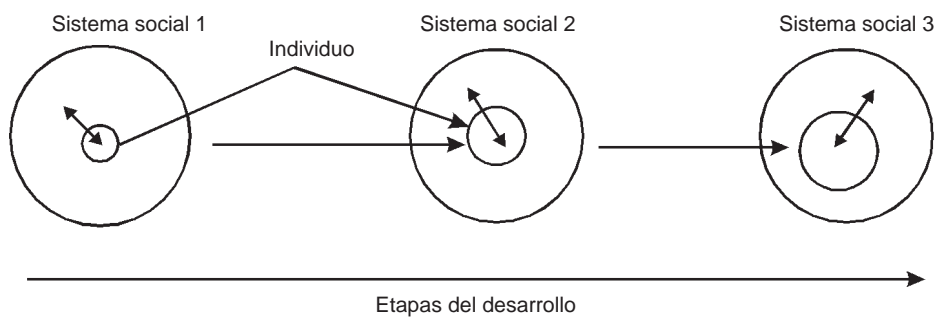 Sistema social 1
Sistema social 2
Sistema social 3
Individuo
Etapas del desarrollo